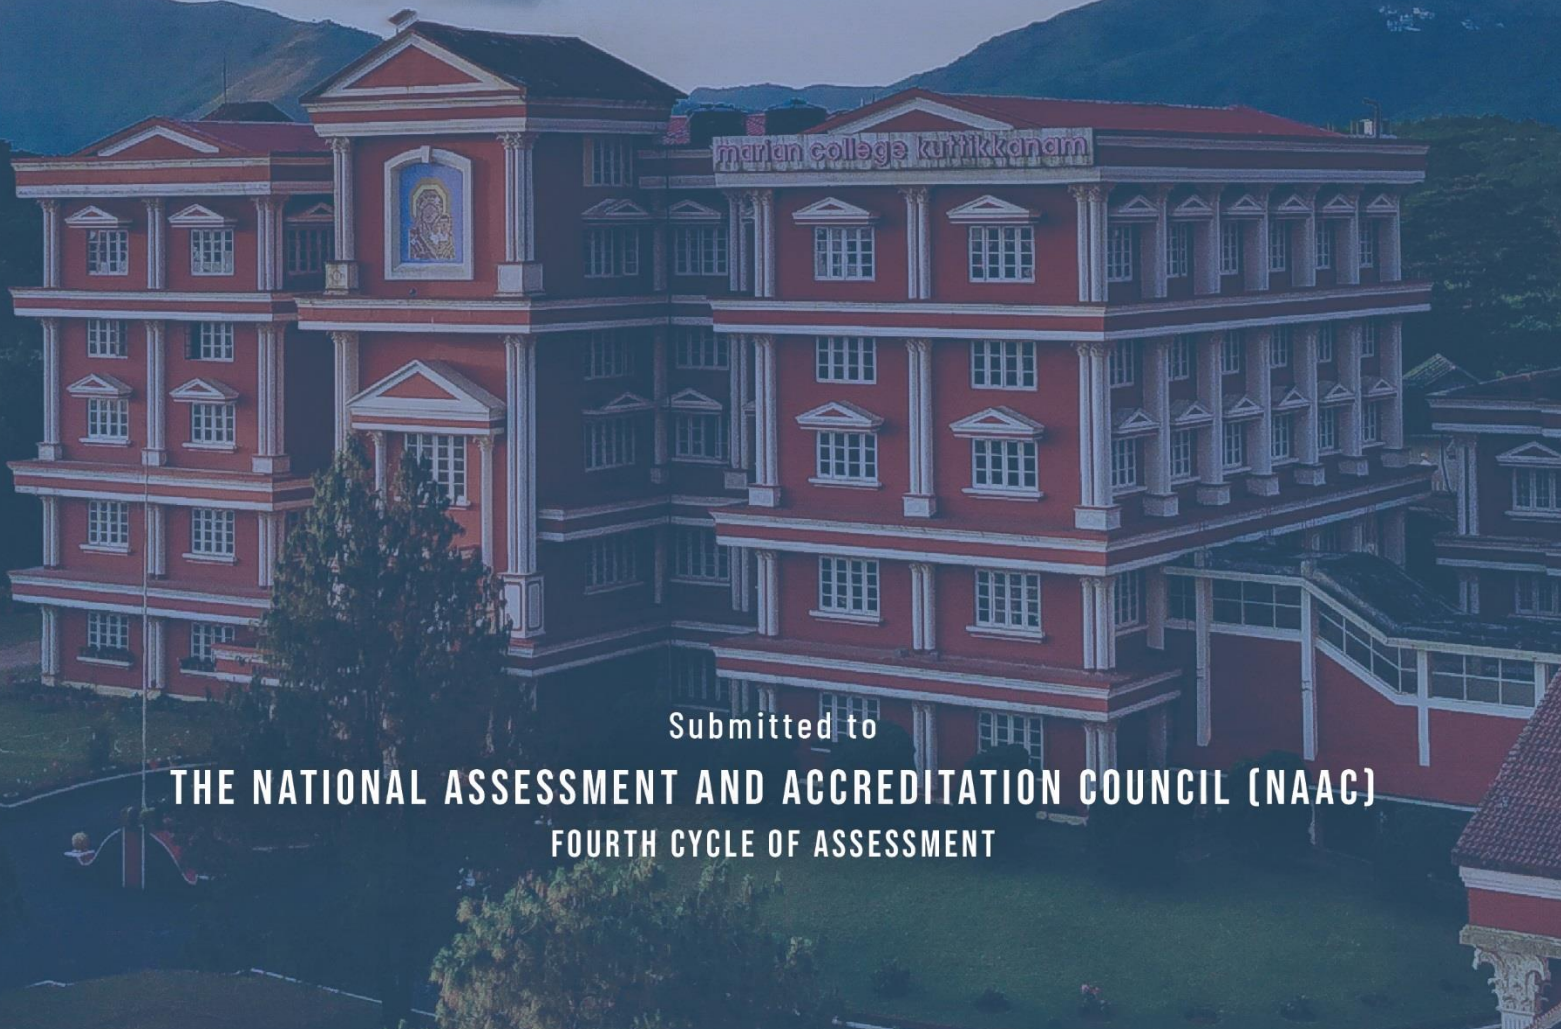 marian college kuttikkanam
Submitted to
THE NATIONAL ASSESSMENT AND ACCREDITATION COUNCIL (NAAC)
FOURTH CYCLE OF ASSESSMENT